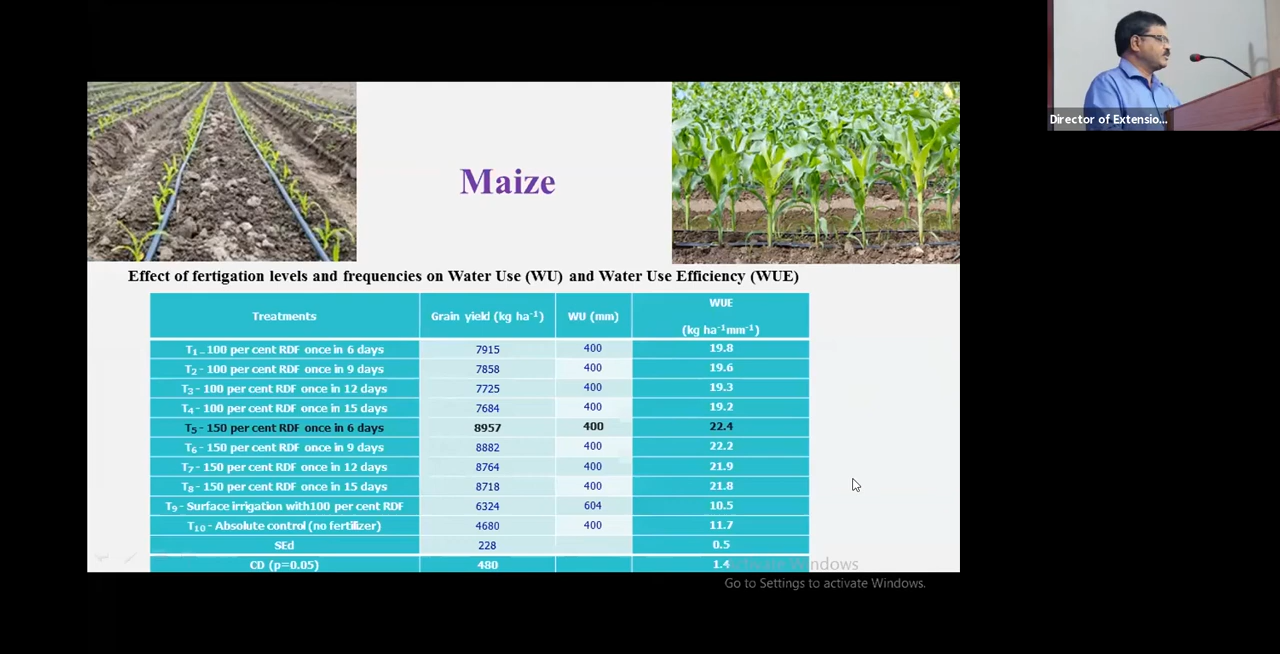 Director of Extensio...
Maize
Effect of fertigation levels and frequencies on Water Use (WU) and Water Use Efficiency (WUE)
Treatments Grain yield (kg ha⁻¹) WU (mm) WUE (kg ha⁻¹mm⁻¹)
T₁ - 100 per cent RDF once in 6 days 7915 400 19.8
T₂ - 100 per cent RDF once in 9 days 7858 400 19.6
T₃ - 100 per cent RDF once in 12 days 7725 400 19.3
T₄ - 100 per cent RDF once in 15 days 7684 400 19.2
T₅ - 150 per cent RDF once in 6 days 8957 400 22.4
T₆ - 150 per cent RDF once in 9 days 8882 400 22.2
T₇ - 150 per cent RDF once in 12 days 8764 400 21.9
T₈ - 150 per cent RDF once in 15 days 8718 400 21.8
T₉ - Surface irrigation with100 per cent RDF 6324 604 10.5
T₁₀ - Absolute control (no fertilizer) 4680 400 11.7
SEd 228 0.5
CD (p=0.05) 480 1.4
Activate Windows
Go to Settings to activate Windows.